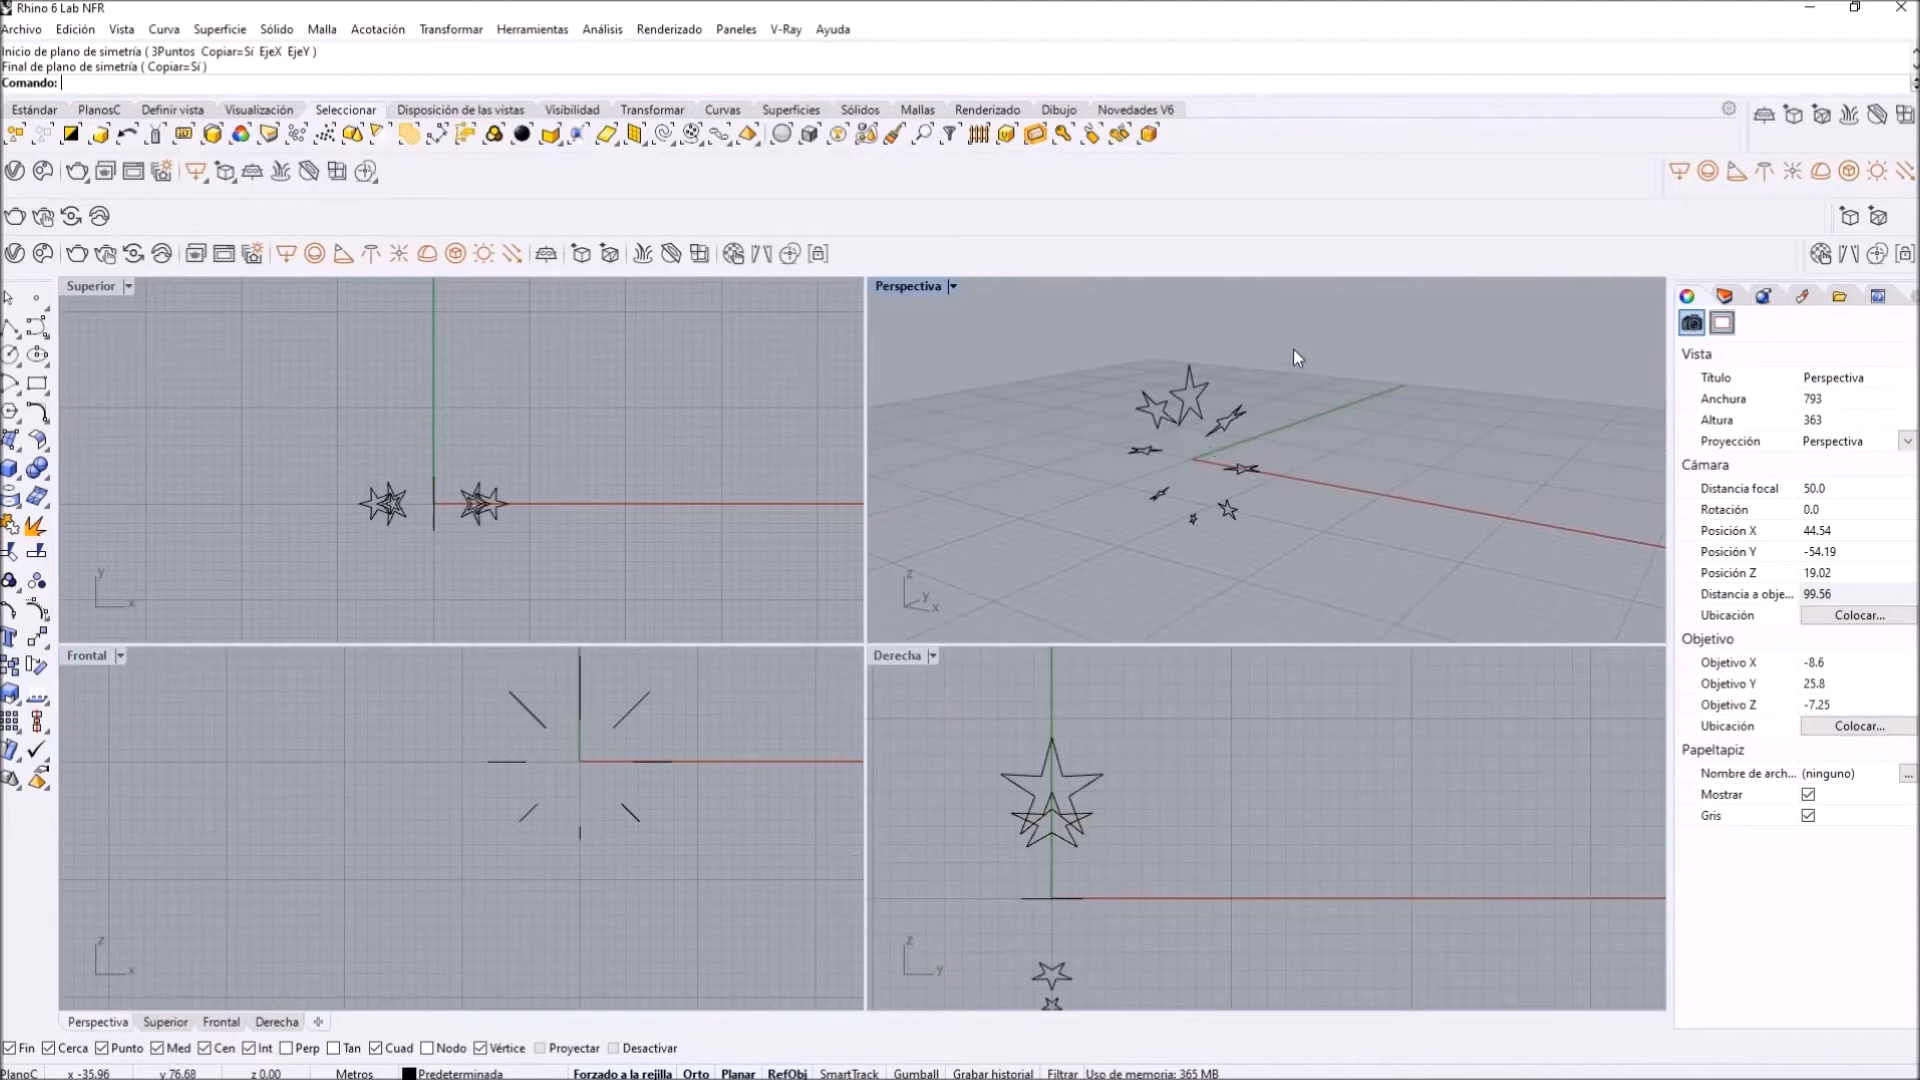 Rhino 6 Lab NFR
Archivo Edición Vista Curva Superficie Sólido Malla Acotación Transformar Herramientas Análisis Renderizado Paneles V-Ray Ayuda
Inicio de plano de simetría ( 3Puntos Copiar=Sí EjeX EjeY )
Final de plano de simetría ( Copiar=Sí )
Comando:
Estándar PlanosC Definir vista Visualización Seleccionar Disposición de las vistas Visibilidad Transformar Curvas Superficies Sólidos Mallas Renderizado Dibujo Novedades V6
Superior
y
x
Perspectiva
z
y
x
Frontal
z
x
Derecha
z
y
Vista
Título Perspectiva
Anchura 793
Altura 363
Proyección Perspectiva
Cámara
Distancia focal 50.0
Rotación 0.0
Posición X 44.54
Posición Y -54.19
Posición Z 19.02
Distancia a obje... 99.56
Ubicación Colocar...
Objetivo
Objetivo X -8.6
Objetivo Y 25.8
Objetivo Z -7.25
Ubicación Colocar...
Papeltapiz
Nombre de arch... (ninguno) ...
Mostrar
Gris
Perspectiva Superior Frontal Derecha
Fin Cerca Punto Med Cen Int Perp Tan Cuad Nodo Vértice Proyectar Desactivar
PlanoC x -35.96 y 76.68 z 0.00 Metros Predeterminada Forzado a la rejilla Orto Planar RefObj SmartTrack Gumball Grabar historial Filtrar Uso de memoria: 365 MB